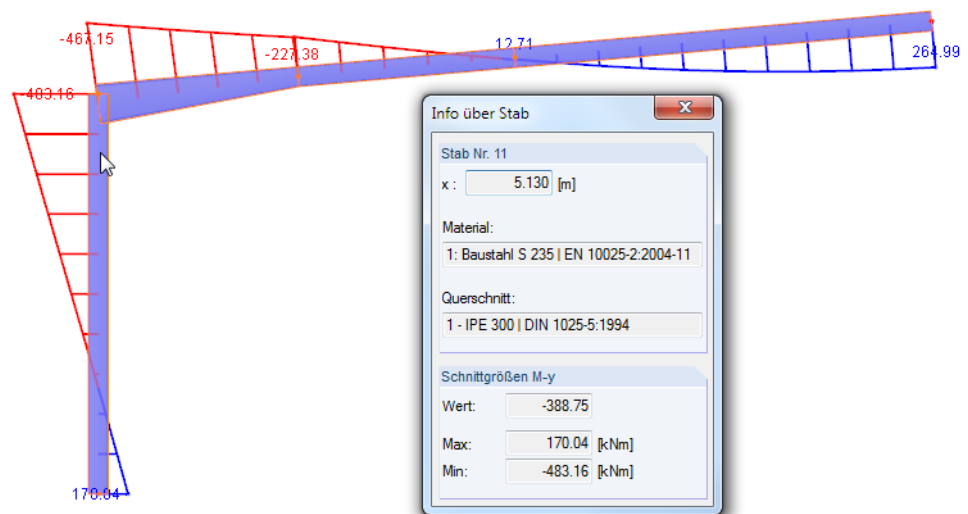 -467.15
-227.38
12.71
264.99
-483.16
170.04
Info über Stab
Stab Nr. 11
x : 5.130 [m]
Material:
1: Baustahl S 235 | EN 10025-2:2004-11
Querschnitt:
1 - IPE 300 | DIN 1025-5:1994
Schnittgrößen M-y
Wert: -388.75
Max: 170.04 [kNm]
Min: -483.16 [kNm]